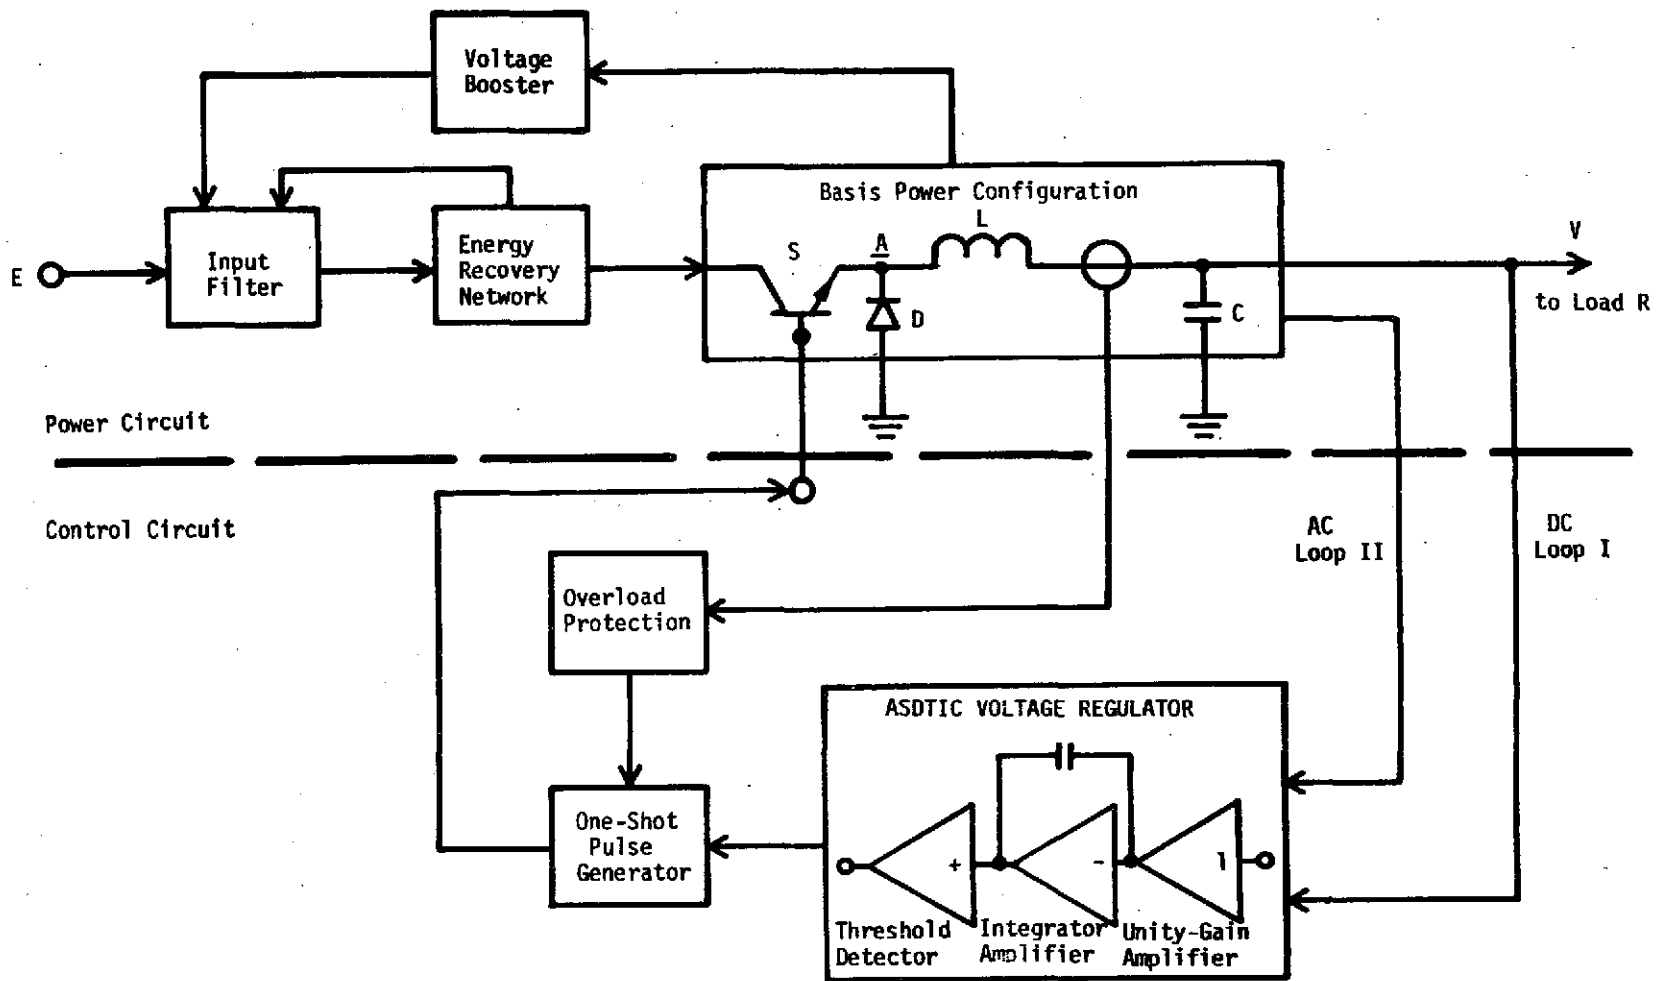 Voltage
Booster
Basis Power Configuration
L
A
S
V
E
Input
Filter
Energy
Recovery
Network
D
C
to Load R
Power Circuit
Control Circuit
AC
Loop II
DC
Loop I
Overload
Protection
ASDTIC VOLTAGE REGULATOR
One-Shot
Pulse
Generator
+
-
1
Threshold
Detector
Integrator
Amplifier
Unity-Gain
Amplifier